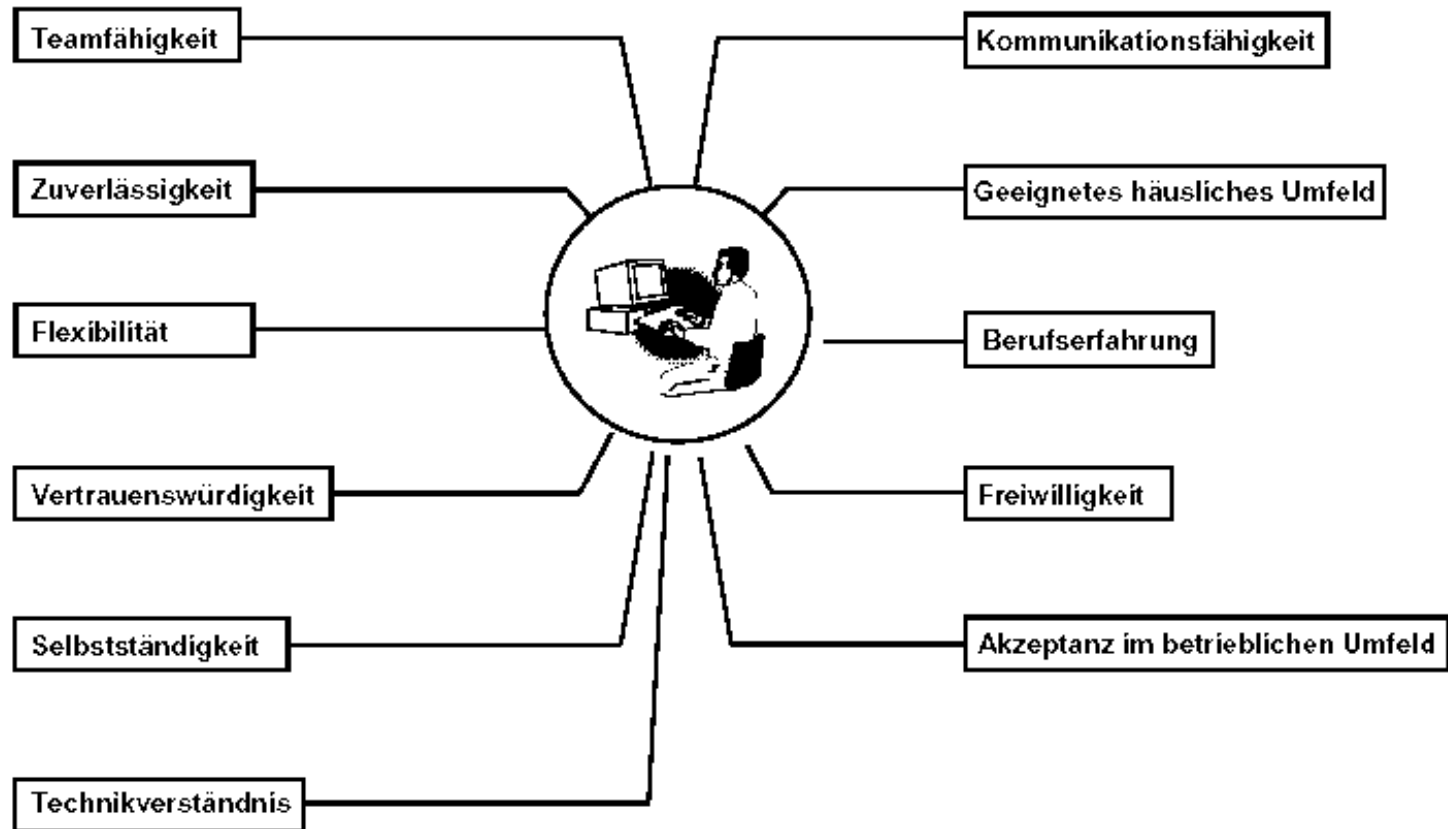 Teamfähigkeit
Zuverlässigkeit
Flexibilität
Vertrauenswürdigkeit
Selbstständigkeit
Technikverständnis
Kommunikationsfähigkeit
Geeignetes häusliches Umfeld
Berufserfahrung
Freiwilligkeit
Akzeptanz im betrieblichen Umfeld